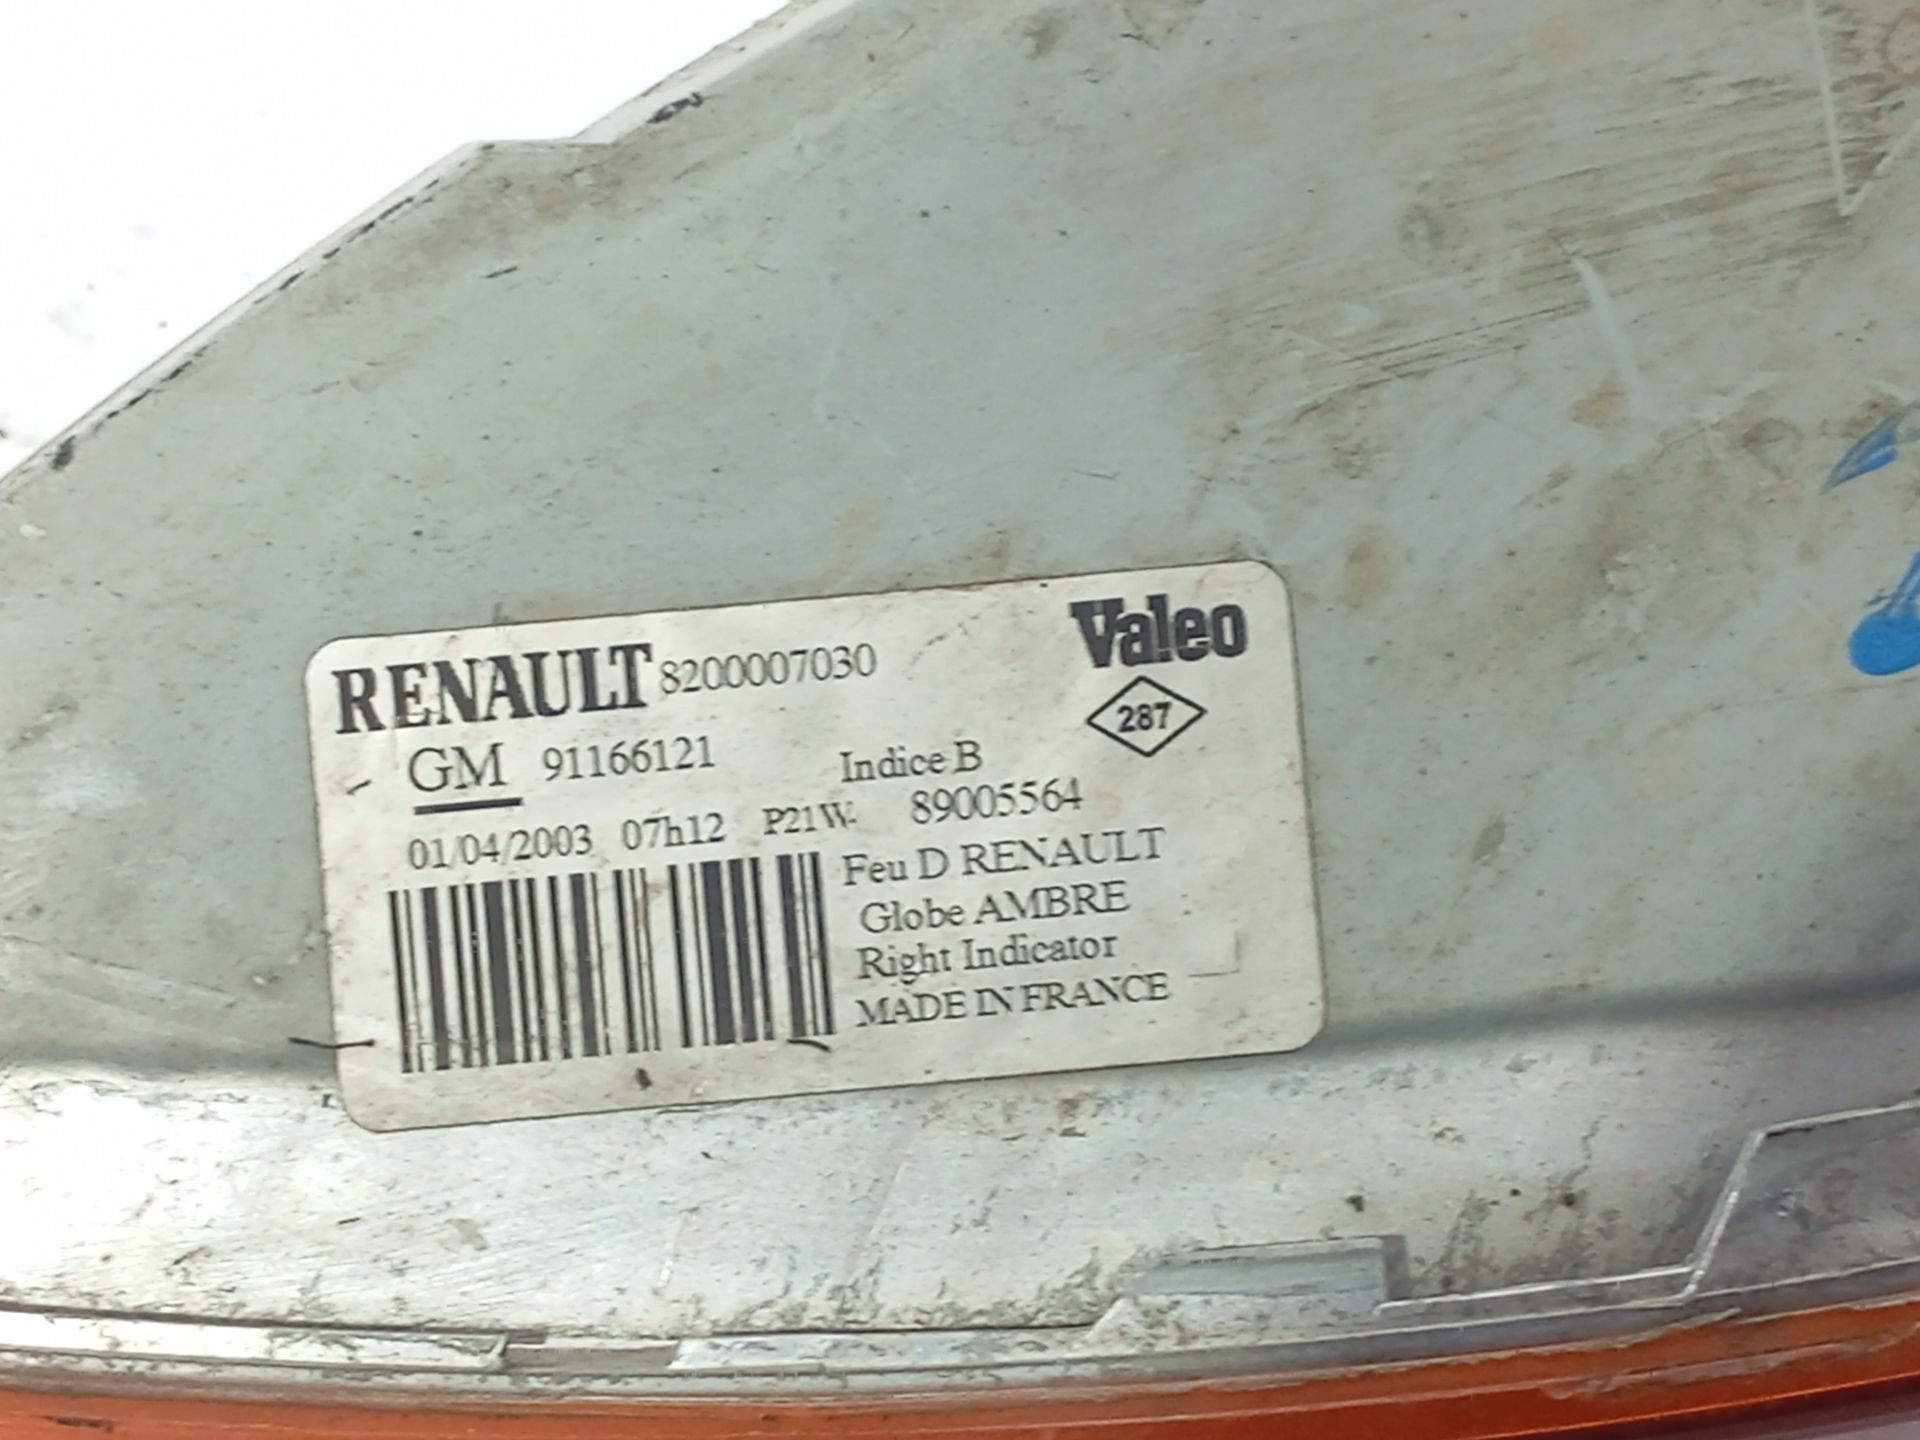 RENAULT 8200007030 Valeo
287
GM 91166121 Indice B
01/04/2003 07h12 P21W 89005564
Feu D RENAULT
Globe AMBRE
Right Indicator
MADE IN FRANCE